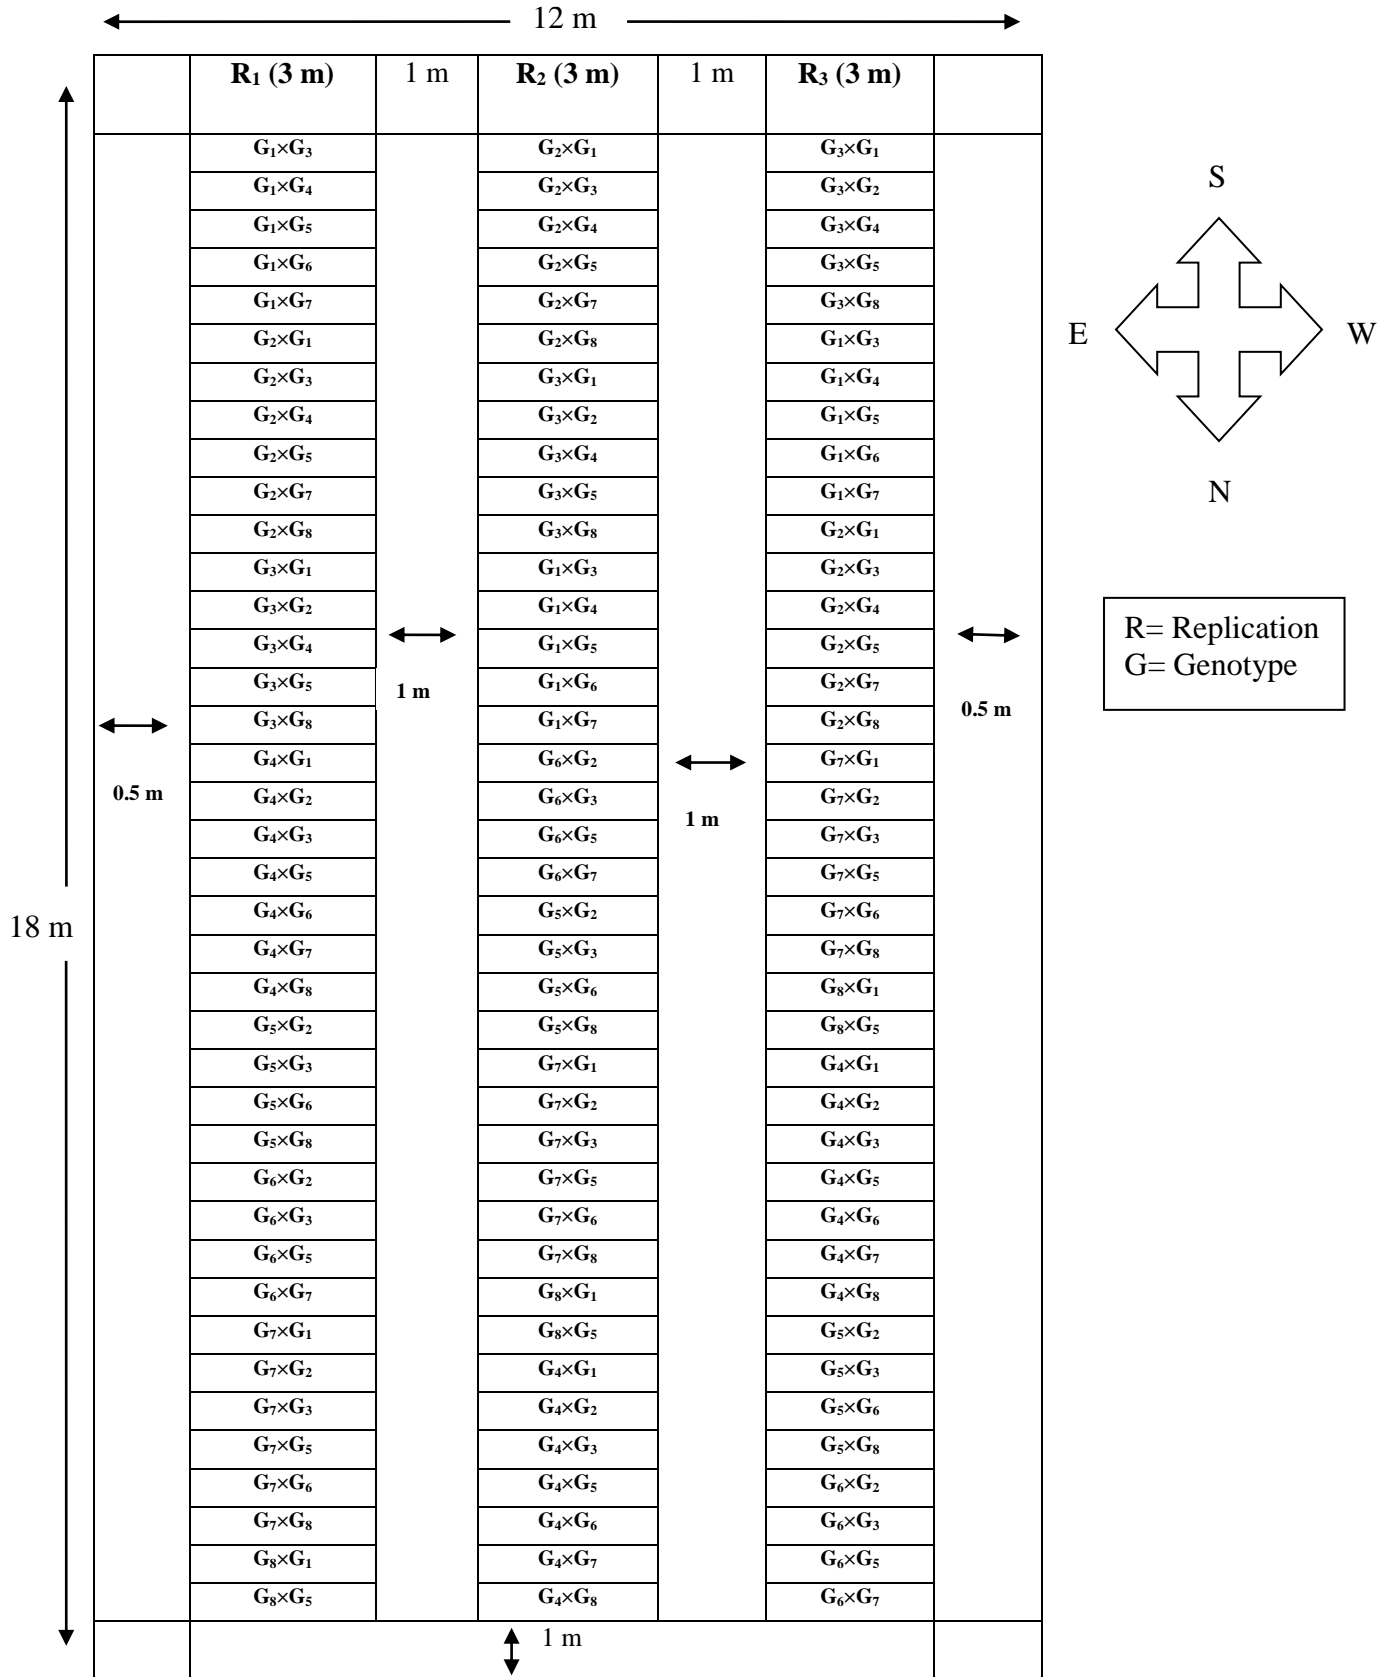 12 m
R₁ (3 m) 1 m R₂ (3 m) 1 m R₃ (3 m)
G₁×G₃ G₂×G₁ G₃×G₁
G₁×G₄ G₂×G₃ G₃×G₂
G₁×G₅ G₂×G₄ G₃×G₄
G₁×G₆ G₂×G₅ G₃×G₅
G₁×G₇ G₂×G₇ G₃×G₈
G₂×G₁ G₂×G₈ G₁×G₃
G₂×G₃ G₃×G₁ G₁×G₄
G₂×G₄ G₃×G₂ G₁×G₅
G₂×G₅ G₃×G₄ G₁×G₆
G₂×G₇ G₃×G₅ G₁×G₇
G₂×G₈ G₃×G₈ G₂×G₁
G₃×G₁ G₁×G₃ G₂×G₃
G₃×G₂ G₁×G₄ G₂×G₄
G₃×G₄ G₁×G₅ G₂×G₅
G₃×G₅ 1 m G₁×G₆ G₂×G₇
G₃×G₈ G₁×G₇ G₂×G₈ 0.5 m
G₄×G₁ G₆×G₂ G₇×G₁
0.5 m G₄×G₂ G₆×G₃ G₇×G₂
G₄×G₃ G₆×G₅ 1 m G₇×G₃
G₄×G₅ G₆×G₇ G₇×G₅
G₄×G₆ G₅×G₂ G₇×G₆
18 m
G₄×G₇ G₅×G₃ G₇×G₈
G₄×G₈ G₅×G₆ G₈×G₁
G₅×G₂ G₅×G₈ G₈×G₅
G₅×G₃ G₇×G₁ G₄×G₁
G₅×G₆ G₇×G₂ G₄×G₂
G₅×G₈ G₇×G₃ G₄×G₃
G₆×G₂ G₇×G₅ G₄×G₅
G₆×G₃ G₇×G₆ G₄×G₆
G₆×G₅ G₇×G₈ G₄×G₇
G₆×G₇ G₈×G₁ G₄×G₈
G₇×G₁ G₈×G₅ G₅×G₂
G₇×G₂ G₄×G₁ G₅×G₃
G₇×G₃ G₄×G₂ G₅×G₆
G₇×G₅ G₄×G₃ G₅×G₈
G₇×G₆ G₄×G₅ G₆×G₂
G₇×G₈ G₄×G₆ G₆×G₃
G₈×G₁ G₄×G₇ G₆×G₅
G₈×G₅ G₄×G₈ G₆×G₇
1 m
S
E W
N
R= Replication
G= Genotype